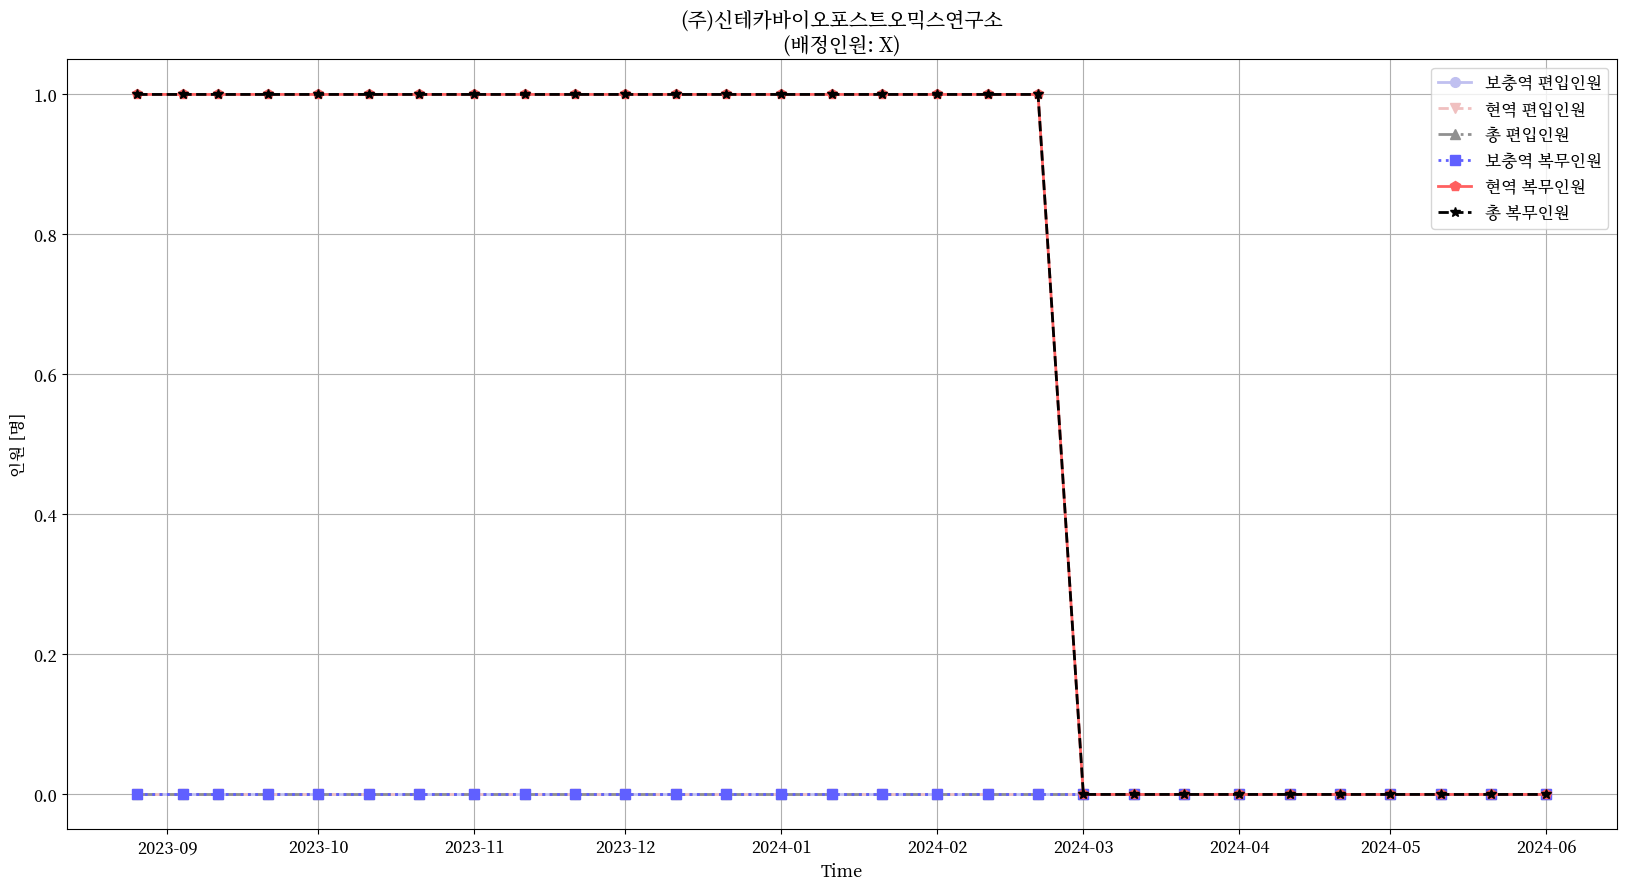 (주)신테카바이오포스트오믹스연구소
(배정인원: X)
보충역 편입인원
현역 편입인원
총 편입인원
보충역 복무인원
현역 복무인원
총 복무인원
인원 [명]
1.0
0.8
0.6
0.4
0.2
0.0
2023-09
2023-10
2023-11
2023-12
2024-01
2024-02
2024-03
2024-04
2024-05
2024-06
Time